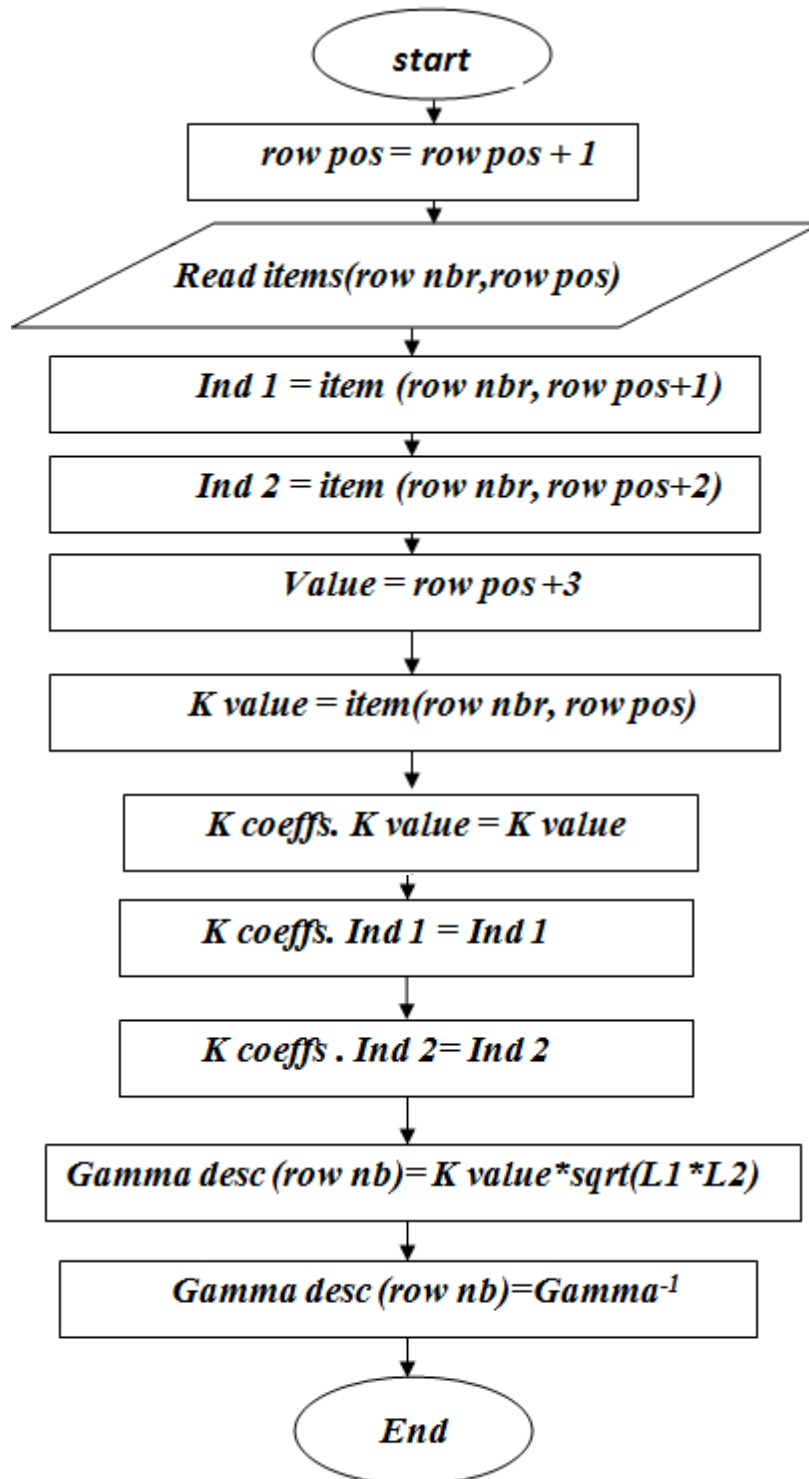 start
row pos = row pos + 1
Read items(row nbr,row pos)
Ind 1 = item (row nbr, row pos+1)
Ind 2 = item (row nbr, row pos+2)
Value = row pos +3
K value = item(row nbr, row pos)
K coeffs. K value = K value
K coeffs. Ind 1 = Ind 1
K coeffs . Ind 2= Ind 2
Gamma desc (row nb)= K value*sqrt(L1*L2)
Gamma desc (row nb)=Gamma⁻¹
End